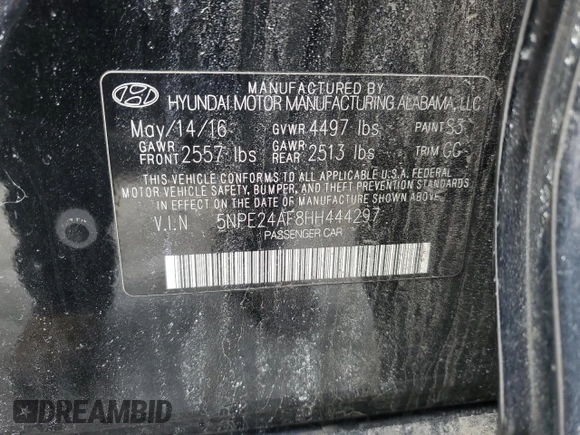 MANUFACTURED BY
HYUNDAI MOTOR MANUFACTURING ALABAMA, LLC
May/14/16 GVWR 4497 lbs PAINT S3
GAWR FRONT 2557 lbs GAWR REAR 2513 lbs TRIM GG
THIS VEHICLE CONFORMS TO ALL APPLICABLE U.S.A. FEDERAL
MOTOR VEHICLE SAFETY, BUMPER, AND THEFT PREVENTION STANDARDS
IN EFFECT ON THE DATE OF MANUFACTURE SHOWN ABOVE.
V.I.N 5NPE24AF8HH444297
PASSENGER CAR
DREAMBID